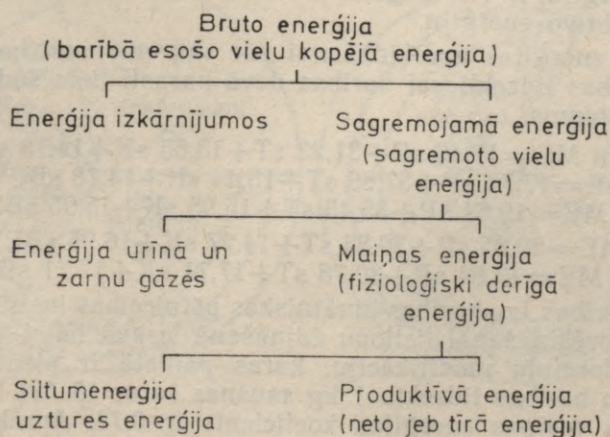 Bruto enerģija
(barībā esošo vielu kopējā enerģija)
Enerģija izkārnījumos
Sagremojamā enerģija
(sagremoto vielu
enerģija)
Enerģija urīnā un
zarnu gāzēs
Maiņas enerģija
(fizioloģiski derīgā
enerģija)
Siltumenerģija
uztures enerģija
Produktīvā enerģija
(neto jeb tīrā enerģija)